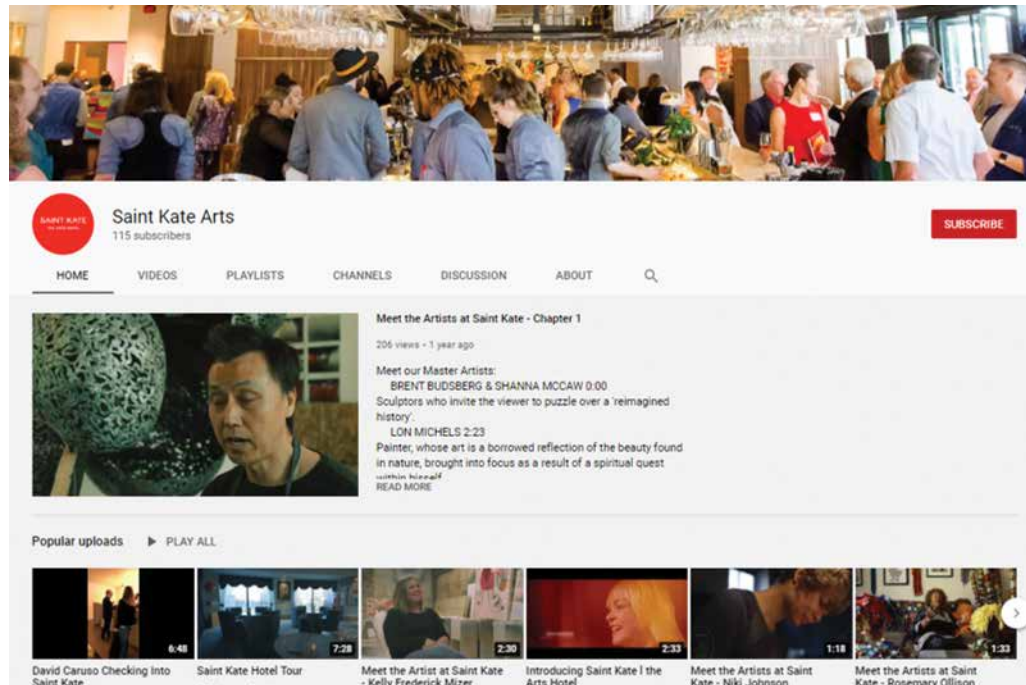 SAINT KATE
Saint Kate Arts
115 subscribers
SUBSCRIBE
HOME VIDEOS PLAYLISTS CHANNELS DISCUSSION ABOUT
Meet the Artists at Saint Kate - Chapter 1
206 views - 1 year ago
Meet our Master Artists:
BRENT BUDSBERG & SHANNA MCCAW 0:00
Sculptors who invite the viewer to puzzle over a 'reimagined
history'.
LON MICHELS 2:23
Painter, whose art is a borrowed reflection of the beauty found
in nature, brought into focus as a result of a spiritual quest
within himself
READ MORE
Popular uploads PLAY ALL
6:48 7:28 2:30 2:33 1:18 1:33
David Caruso Checking Into
Saint Kate
Saint Kate Hotel Tour
Meet the Artist at Saint Kate
- Kelly Frederick Mizer
Introducing Saint Kate l the
Arts Hotel
Meet the Artists at Saint
Kate - Niki Johnson
Meet the Artists at Saint
Kate - Rosemary Ollison